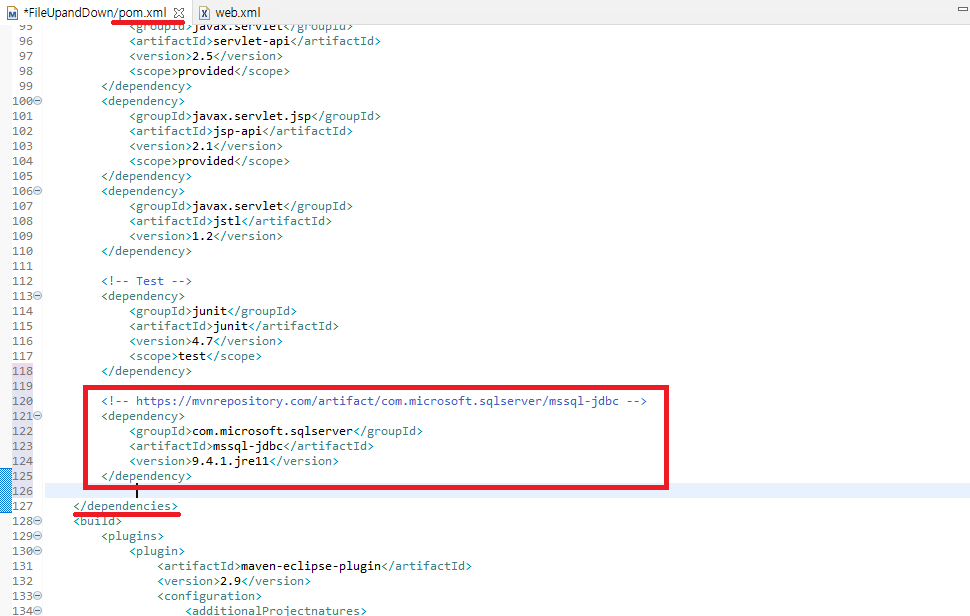 *FileUpandDown/pom.xml
web.xml
95 <groupId>javax.servlet</groupId>
96 <artifactId>servlet-api</artifactId>
97 <version>2.5</version>
98 <scope>provided</scope>
99 </dependency>
100 <dependency>
101 <groupId>javax.servlet.jsp</groupId>
102 <artifactId>jsp-api</artifactId>
103 <version>2.1</version>
104 <scope>provided</scope>
105 </dependency>
106 <dependency>
107 <groupId>javax.servlet</groupId>
108 <artifactId>jstl</artifactId>
109 <version>1.2</version>
110 </dependency>
111
112 <!-- Test -->
113 <dependency>
114 <groupId>junit</groupId>
115 <artifactId>junit</artifactId>
116 <version>4.7</version>
117 <scope>test</scope>
118 </dependency>
119
120 <!-- https://mvnrepository.com/artifact/com.microsoft.sqlserver/mssql-jdbc -->
121 <dependency>
122 <groupId>com.microsoft.sqlserver</groupId>
123 <artifactId>mssql-jdbc</artifactId>
124 <version>9.4.1.jre11</version>
125 </dependency>
126
127 </dependencies>
128 <build>
129 <plugins>
130 <plugin>
131 <artifactId>maven-eclipse-plugin</artifactId>
132 <version>2.9</version>
133 <configuration>
134 <additionalProjectnatures>